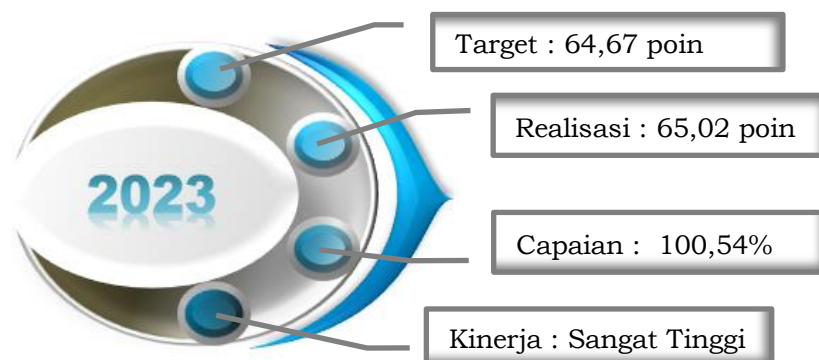 Target : 64,67 poin
Realisasi : 65,02 poin
2023
Capaian : 100,54%
Kinerja : Sangat Tinggi